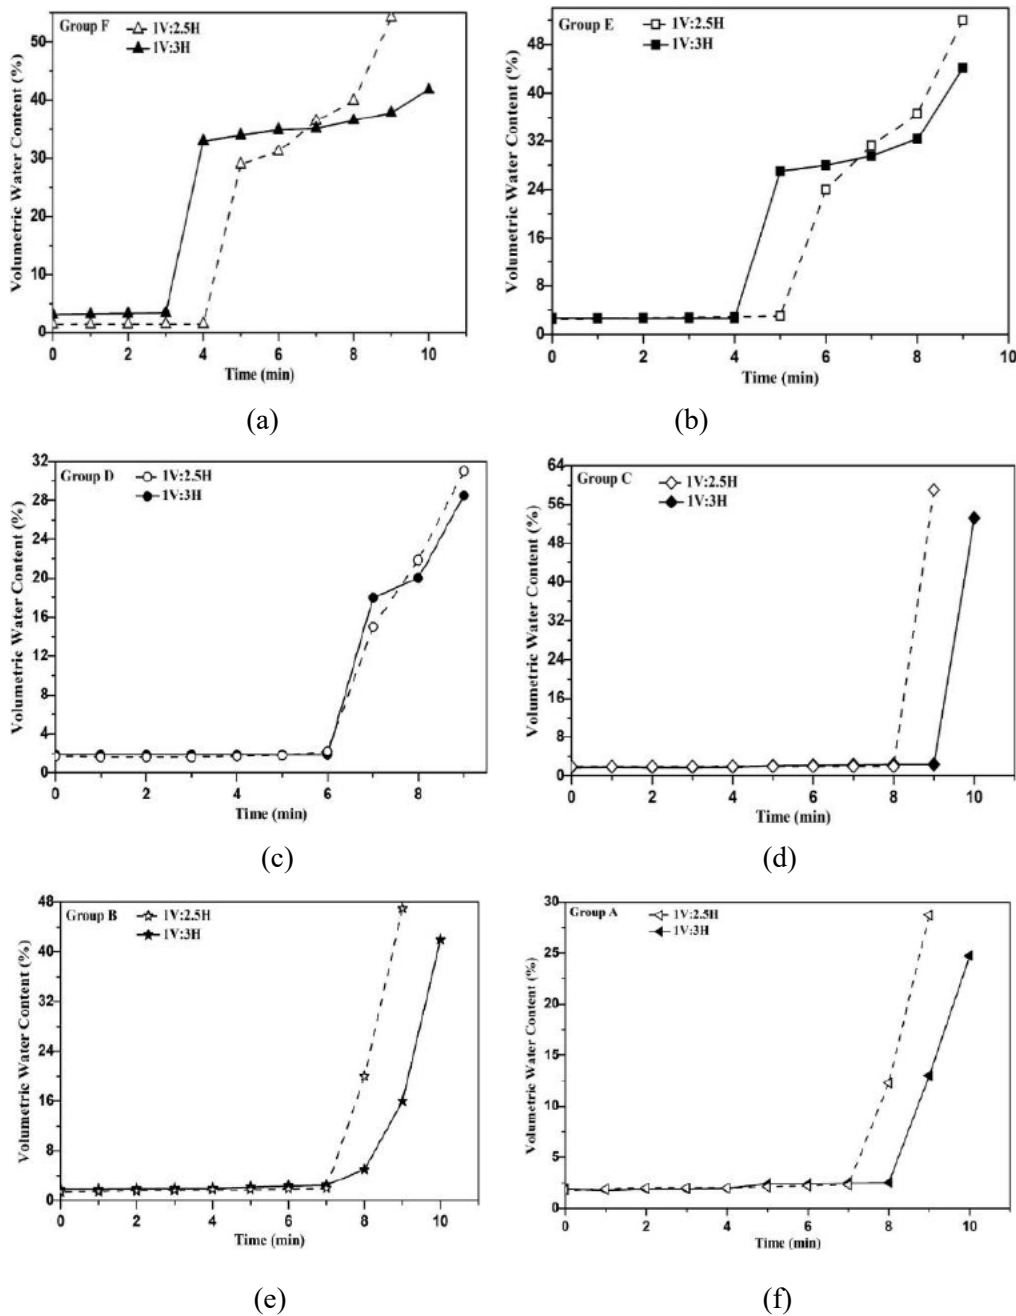 Group F
1V:2.5H
1V:3H
Volumetric Water Content (%)
50
40
30
20
10
0
0 2 4 6 8 10
Time (min)
(a)
Group E
1V:2.5H
1V:3H
Volumetric Water Content (%)
48
40
32
24
16
8
0
0 2 4 6 8 10
Time (min)
(b)
Group D
1V:2.5H
1V:3H
Volumetric Water Content (%)
32
28
24
20
16
12
8
4
0
0 2 4 6 8
Time (min)
(c)
Group C
1V:2.5H
1V:3H
Volumetric Water Content (%)
64
56
48
40
32
24
16
8
0
0 2 4 6 8 10
Time (min)
(d)
Group B
1V:2.5H
1V:3H
Volumetric Water Content (%)
48
40
32
24
16
8
0
0 2 4 6 8 10
Time (min)
(e)
Group A
1V:2.5H
1V:3H
Volumetric Water Content (%)
30
25
20
15
10
5
0
0 2 4 6 8 10
Time (min)
(f)